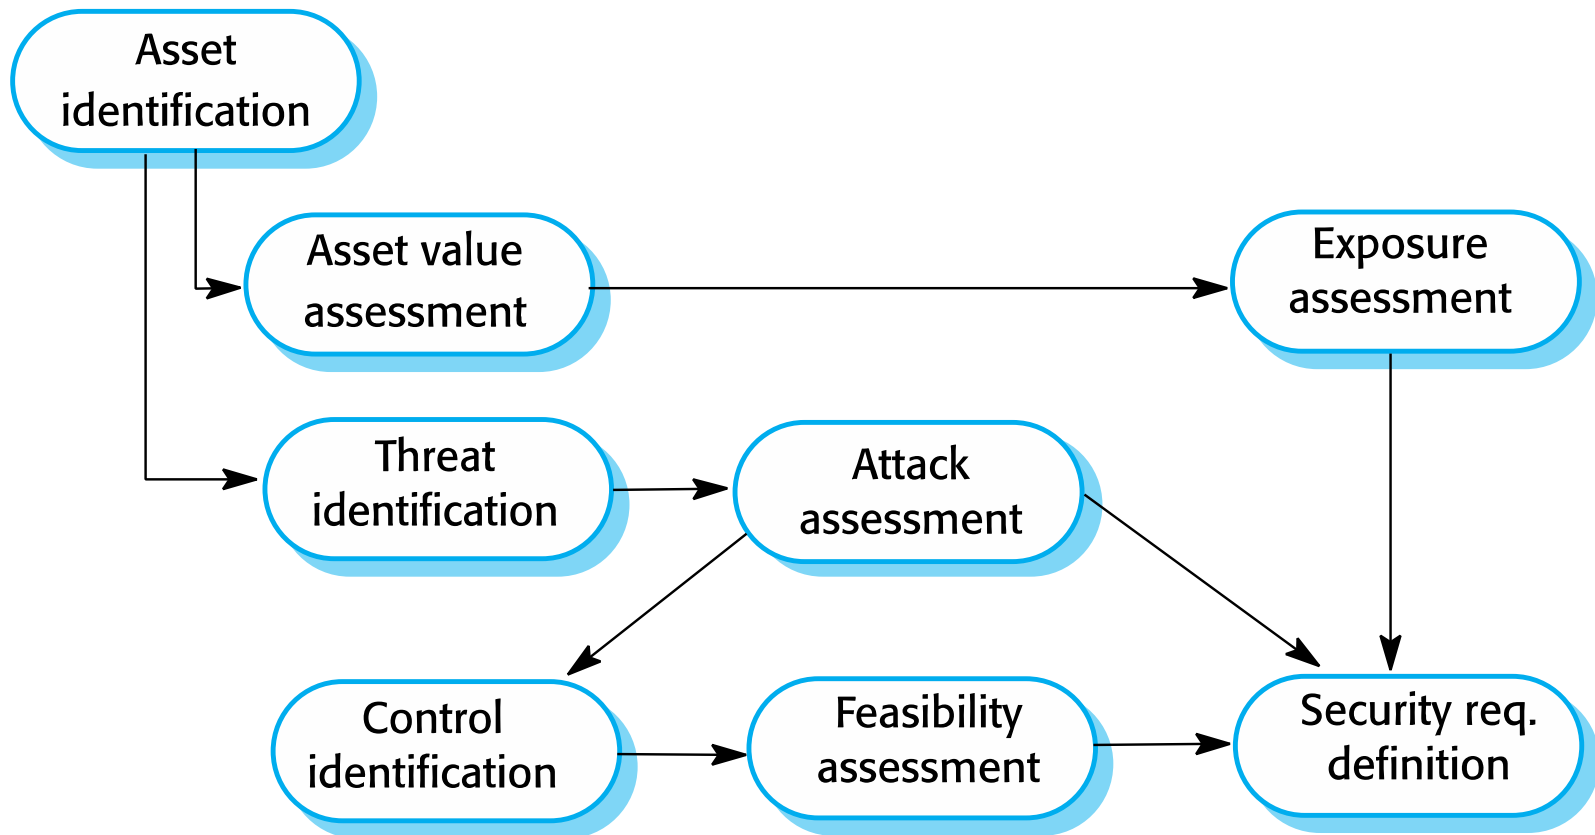 Asset
identification
Asset value
assessment
Exposure
assessment
Threat
identification
Attack
assessment
Control
identification
Feasibility
assessment
Security req.
definition